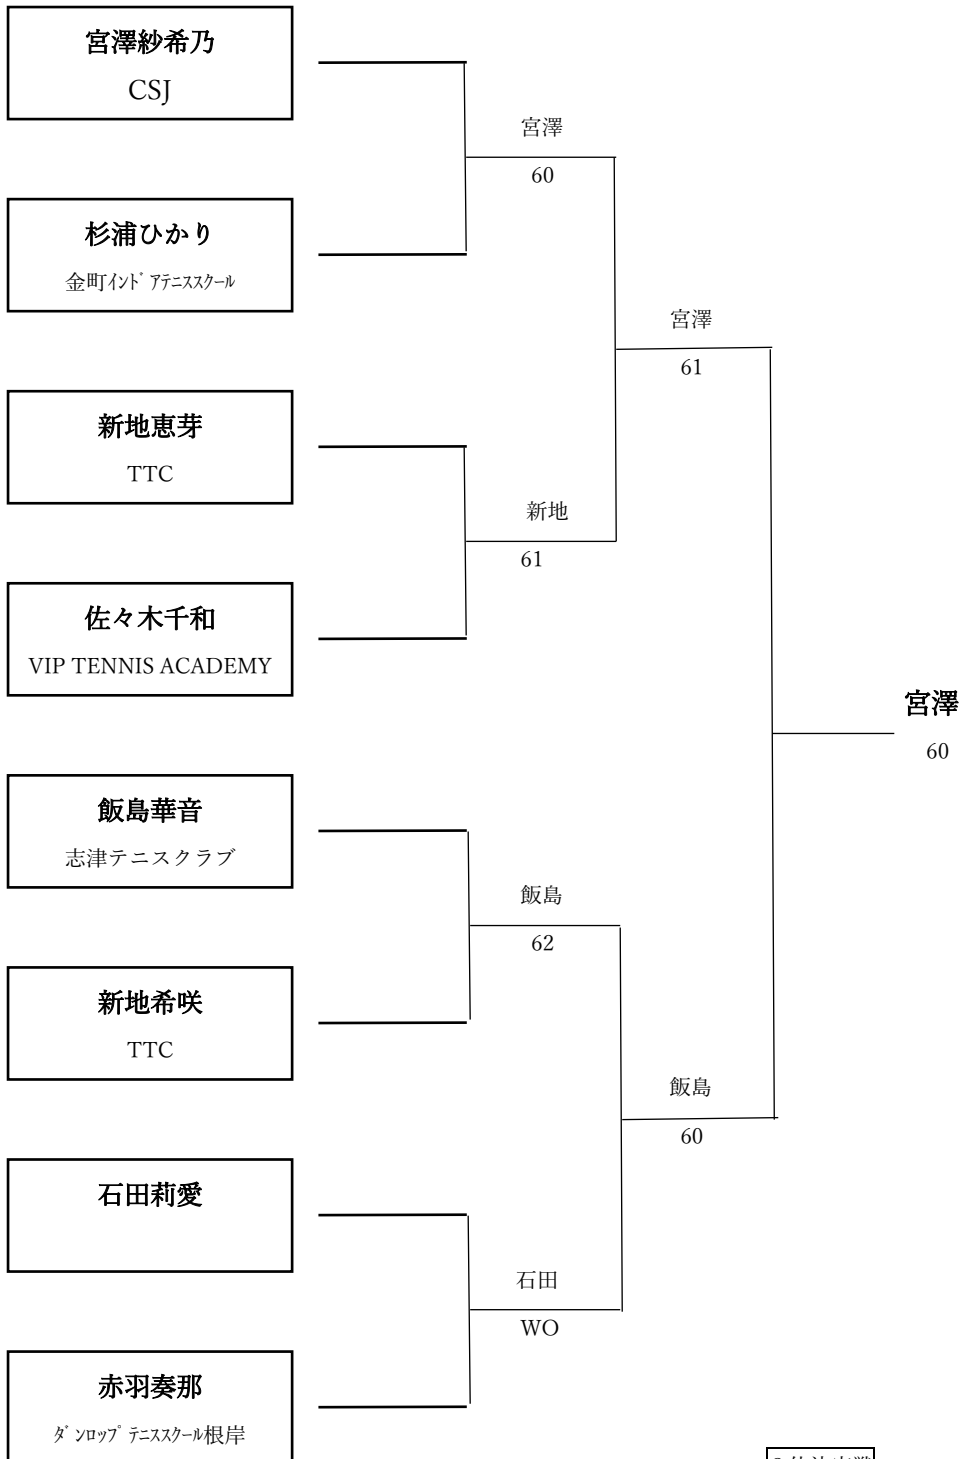 宮澤紗希乃
CSJ
宮澤
60
杉浦ひかり
金町ｲﾝﾄﾞｱﾃﾆｽｽｸｰﾙ
宮澤
61
新地恵芽
TTC
新地
61
佐々木千和
VIP TENNIS ACADEMY
宮澤
60
飯島華音
志津テニスクラブ
飯島
62
新地希咲
TTC
飯島
60
石田莉愛
石田
WO
赤羽奏那
ﾀﾞﾝﾛｯﾌﾟﾃﾆｽｽｸｰﾙ根岸